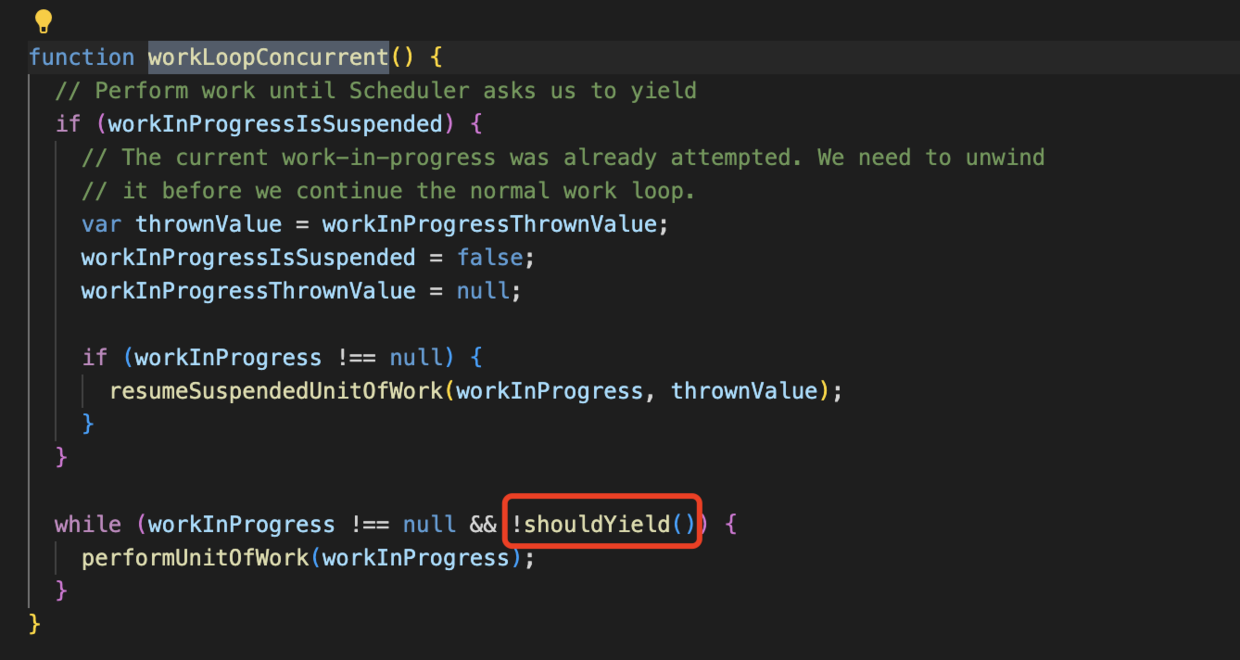 function workLoopConcurrent() {
// Perform work until Scheduler asks us to yield
if (workInProgressIsSuspended) {
// The current work-in-progress was already attempted. We need to unwind
// it before we continue the normal work loop.
var thrownValue = workInProgressThrownValue;
workInProgressIsSuspended = false;
workInProgressThrownValue = null;
if (workInProgress !== null) {
resumeSuspendedUnitOfWork(workInProgress, thrownValue);
}
}
while (workInProgress !== null && !shouldYield()) {
performUnitOfWork(workInProgress);
}
}